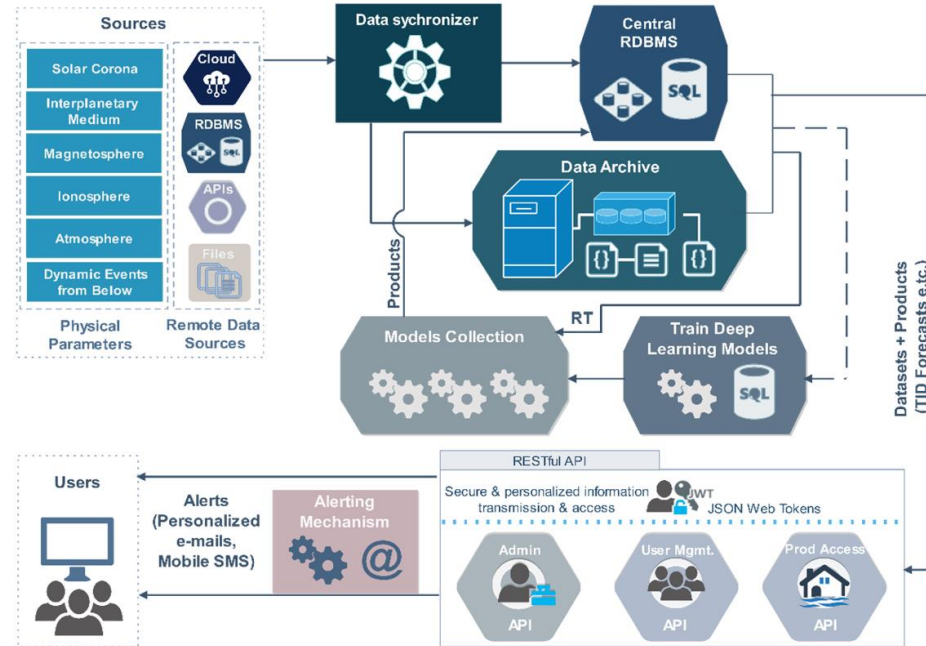 Sources
Solar Corona
Interplanetary
Medium
Magnetosphere
Ionosphere
Atmosphere
Dynamic Events
from Below
Physical
Parameters
Cloud
RDBMS
SQL
APIs
Files
Remote Data
Sources
Data sychronizer
Central
RDBMS
SQL
Data Archive
{}
{}
Products
RT
Models Collection
Train Deep
Learning Models
SQL
Datasets + Products
(TID Forecasts e.tc.)
Users
Alerts
(Personalized
e-mails,
Mobile SMS)
Alerting
Mechanism
@
RESTful API
Secure & personalized information
transmission & access
JWT
JSON Web Tokens
Admin
API
User Mgmt.
API
Prod Access
API